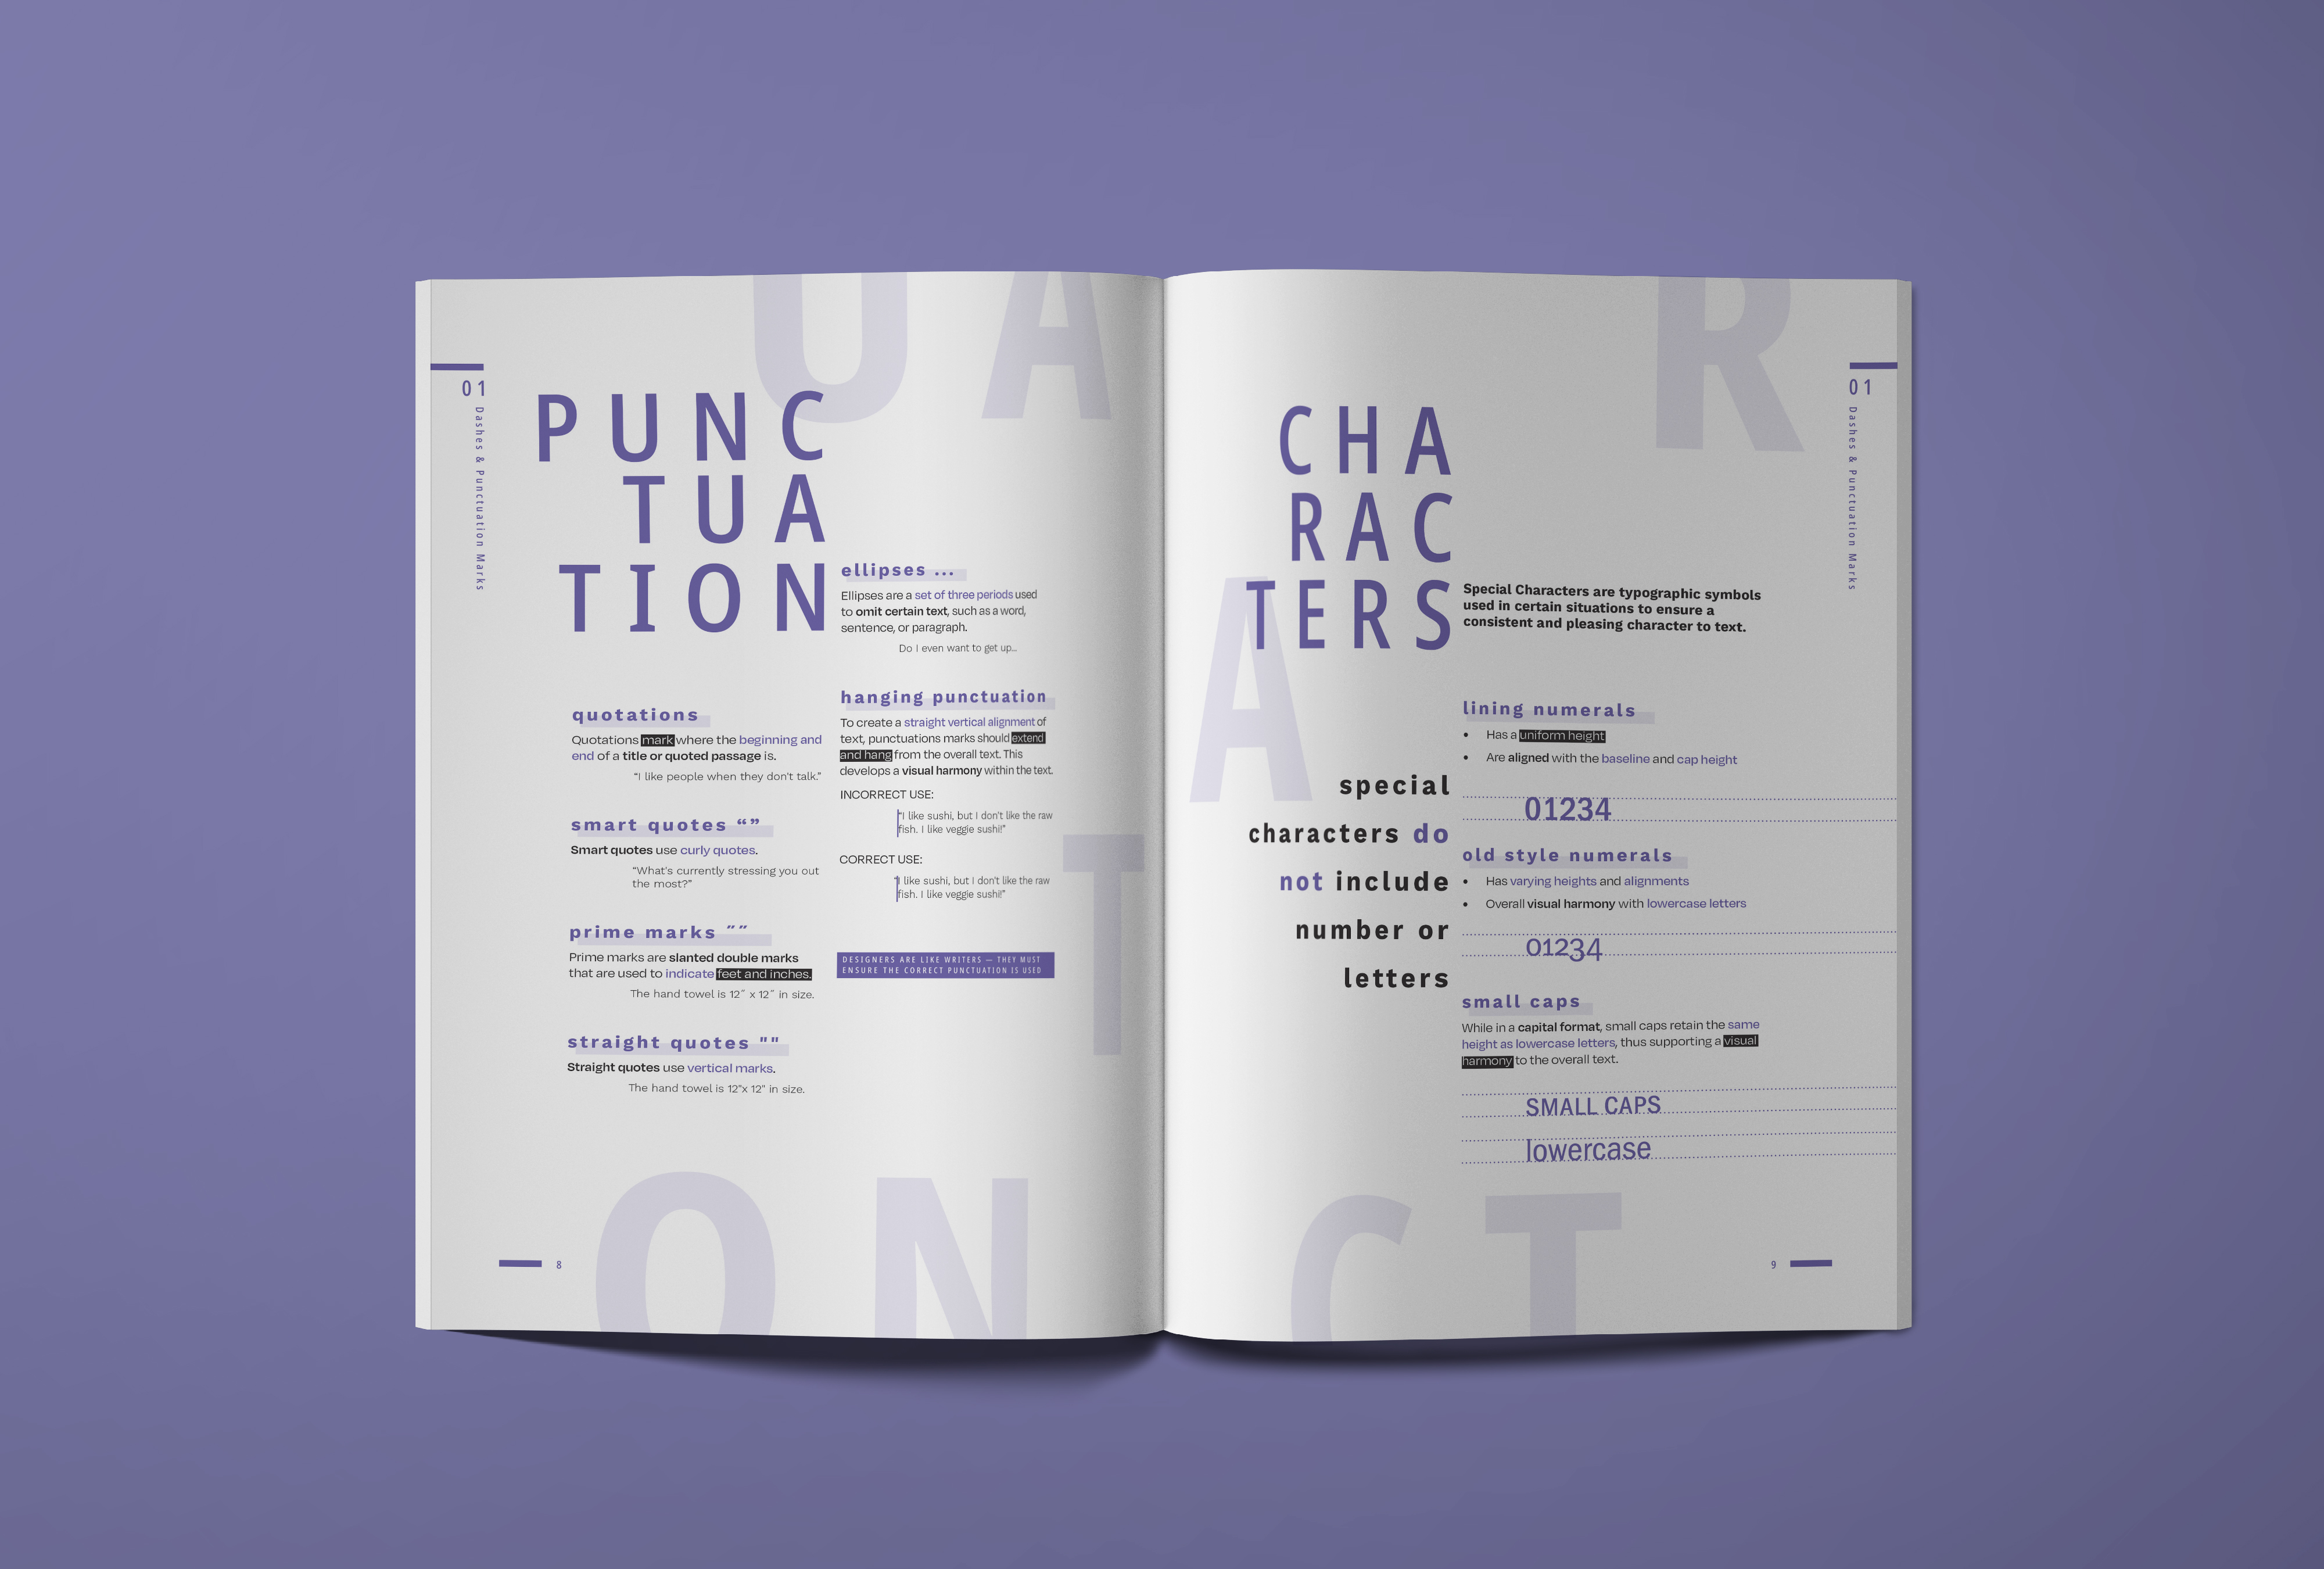 01
Dashes & Punctuation Marks
PUNC
TUA
TION
quotations
Quotations mark where the beginning and
end of a title or quoted passage is.
“I like people when they don't talk.”
smart quotes “”
Smart quotes use curly quotes.
“What's currently stressing you out
the most?”
prime marks ˝˝
Prime marks are slanted double marks
that are used to indicate feet and inches.
The hand towel is 12˝ x 12˝ in size.
straight quotes ""
Straight quotes use vertical marks.
The hand towel is 12"x 12" in size.
ellipses ...
Ellipses are a set of three periods used
to omit certain text, such as a word,
sentence, or paragraph.
Do I even want to get up...
hanging punctuation
To create a straight vertical alignment of
text, punctuations marks should extend
and hang from the overall text. This
develops a visual harmony within the text.
INCORRECT USE:
“I like sushi, but I don't like the raw
fish. I like veggie sushi!”
CORRECT USE:
“I like sushi, but I don't like the raw
fish. I like veggie sushi!”
DESIGNERS ARE LIKE WRITERS — THEY MUST
ENSURE THE CORRECT PUNCTUATION IS USED
U A
T
O N
8
CHA
RAC
TERS
special
characters do
not include
number or
letters
Special Characters are typographic symbols
used in certain situations to ensure a
consistent and pleasing character to text.
lining numerals
• Has a uniform height
• Are aligned with the baseline and cap height
01234
old style numerals
• Has varying heights and alignments
• Overall visual harmony with lowercase letters
01234
small caps
While in a capital format, small caps retain the same
height as lowercase letters, thus supporting a visual
harmony to the overall text.
SMALL CAPS
lowercase
R
A
C T
01
Dashes & Punctuation Marks
9